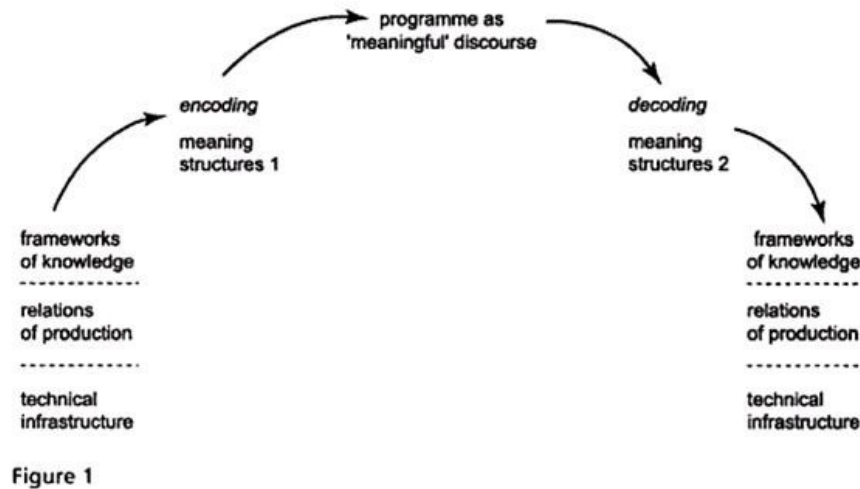 programme as
'meaningful' discourse
encoding
meaning
structures 1
decoding
meaning
structures 2
frameworks
of knowledge
relations
of production
technical
infrastructure
frameworks
of knowledge
relations
of production
technical
infrastructure
Figure 1